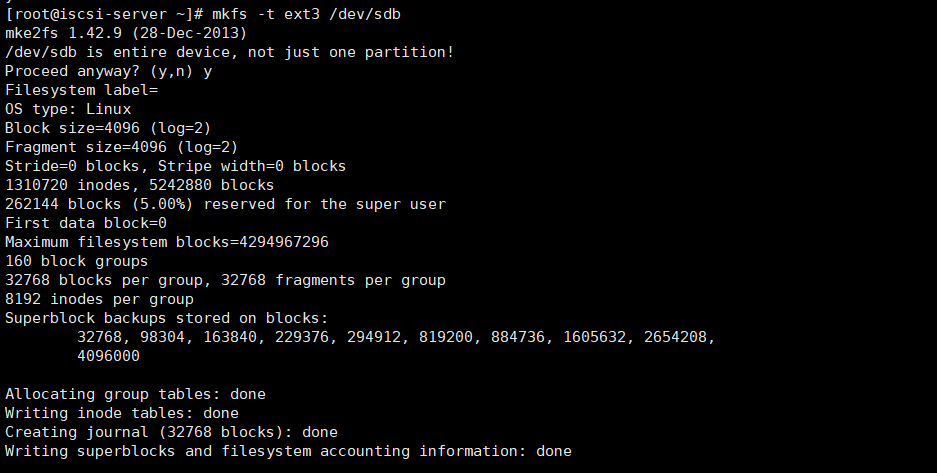 [root@iscsi-server ~]# mkfs -t ext3 /dev/sdb
mke2fs 1.42.9 (28-Dec-2013)
/dev/sdb is entire device, not just one partition!
Proceed anyway? (y,n) y
Filesystem label=
OS type: Linux
Block size=4096 (log=2)
Fragment size=4096 (log=2)
Stride=0 blocks, Stripe width=0 blocks
1310720 inodes, 5242880 blocks
262144 blocks (5.00%) reserved for the super user
First data block=0
Maximum filesystem blocks=4294967296
160 block groups
32768 blocks per group, 32768 fragments per group
8192 inodes per group
Superblock backups stored on blocks:
        32768, 98304, 163840, 229376, 294912, 819200, 884736, 1605632, 2654208,
        4096000

Allocating group tables: done
Writing inode tables: done
Creating journal (32768 blocks): done
Writing superblocks and filesystem accounting information: done